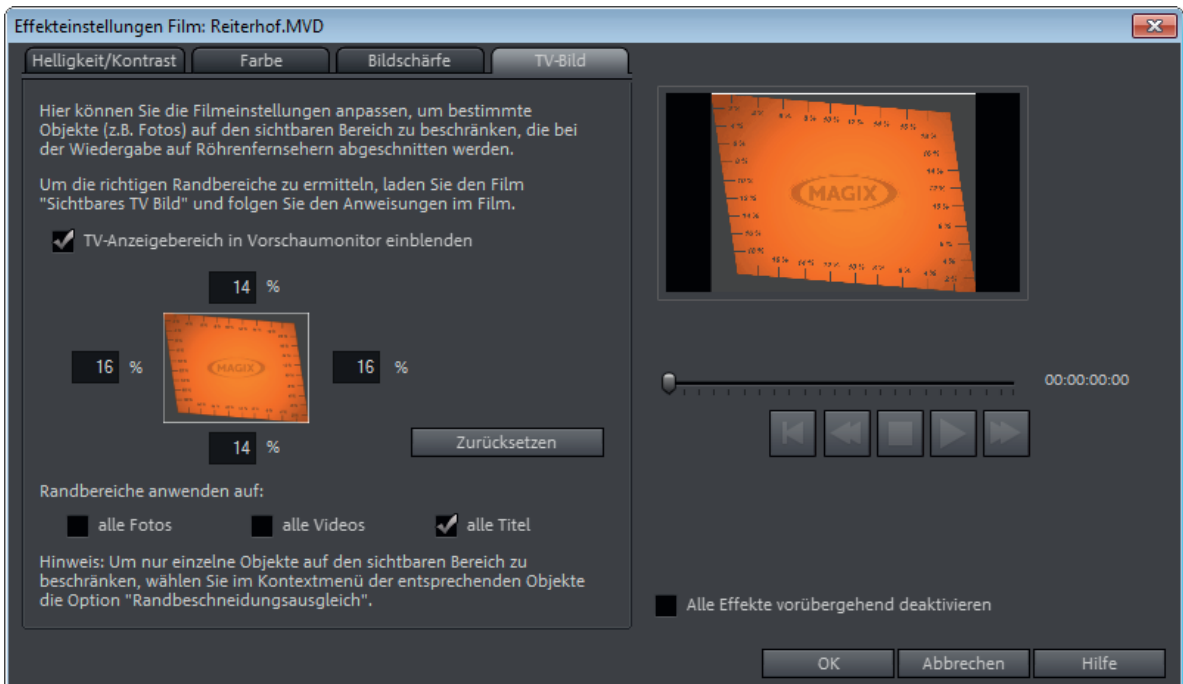 Effekteinstellungen Film: Reiterhof.MVD
Helligkeit/Kontrast Farbe Bildschärfe TV-Bild
Hier können Sie die Filmeinstellungen anpassen, um bestimmte
Objekte (z.B. Fotos) auf den sichtbaren Bereich zu beschränken, die bei
der Wiedergabe auf Röhrenfernsehern abgeschnitten werden.
Um die richtigen Randbereiche zu ermitteln, laden Sie den Film
"Sichtbares TV Bild" und folgen Sie den Anweisungen im Film.
TV-Anzeigebereich in Vorschaumonitor einblenden
14 %
16 %
MAGIX
16 %
14 %
Zurücksetzen
Randbereiche anwenden auf:
alle Fotos alle Videos alle Titel
Hinweis: Um nur einzelne Objekte auf den sichtbaren Bereich zu
beschränken, wählen Sie im Kontextmenü der entsprechenden Objekte
die Option "Randbeschneidungsausgleich".
MAGIX
00:00:00:00
Alle Effekte vorübergehend deaktivieren
OK Abbrechen Hilfe